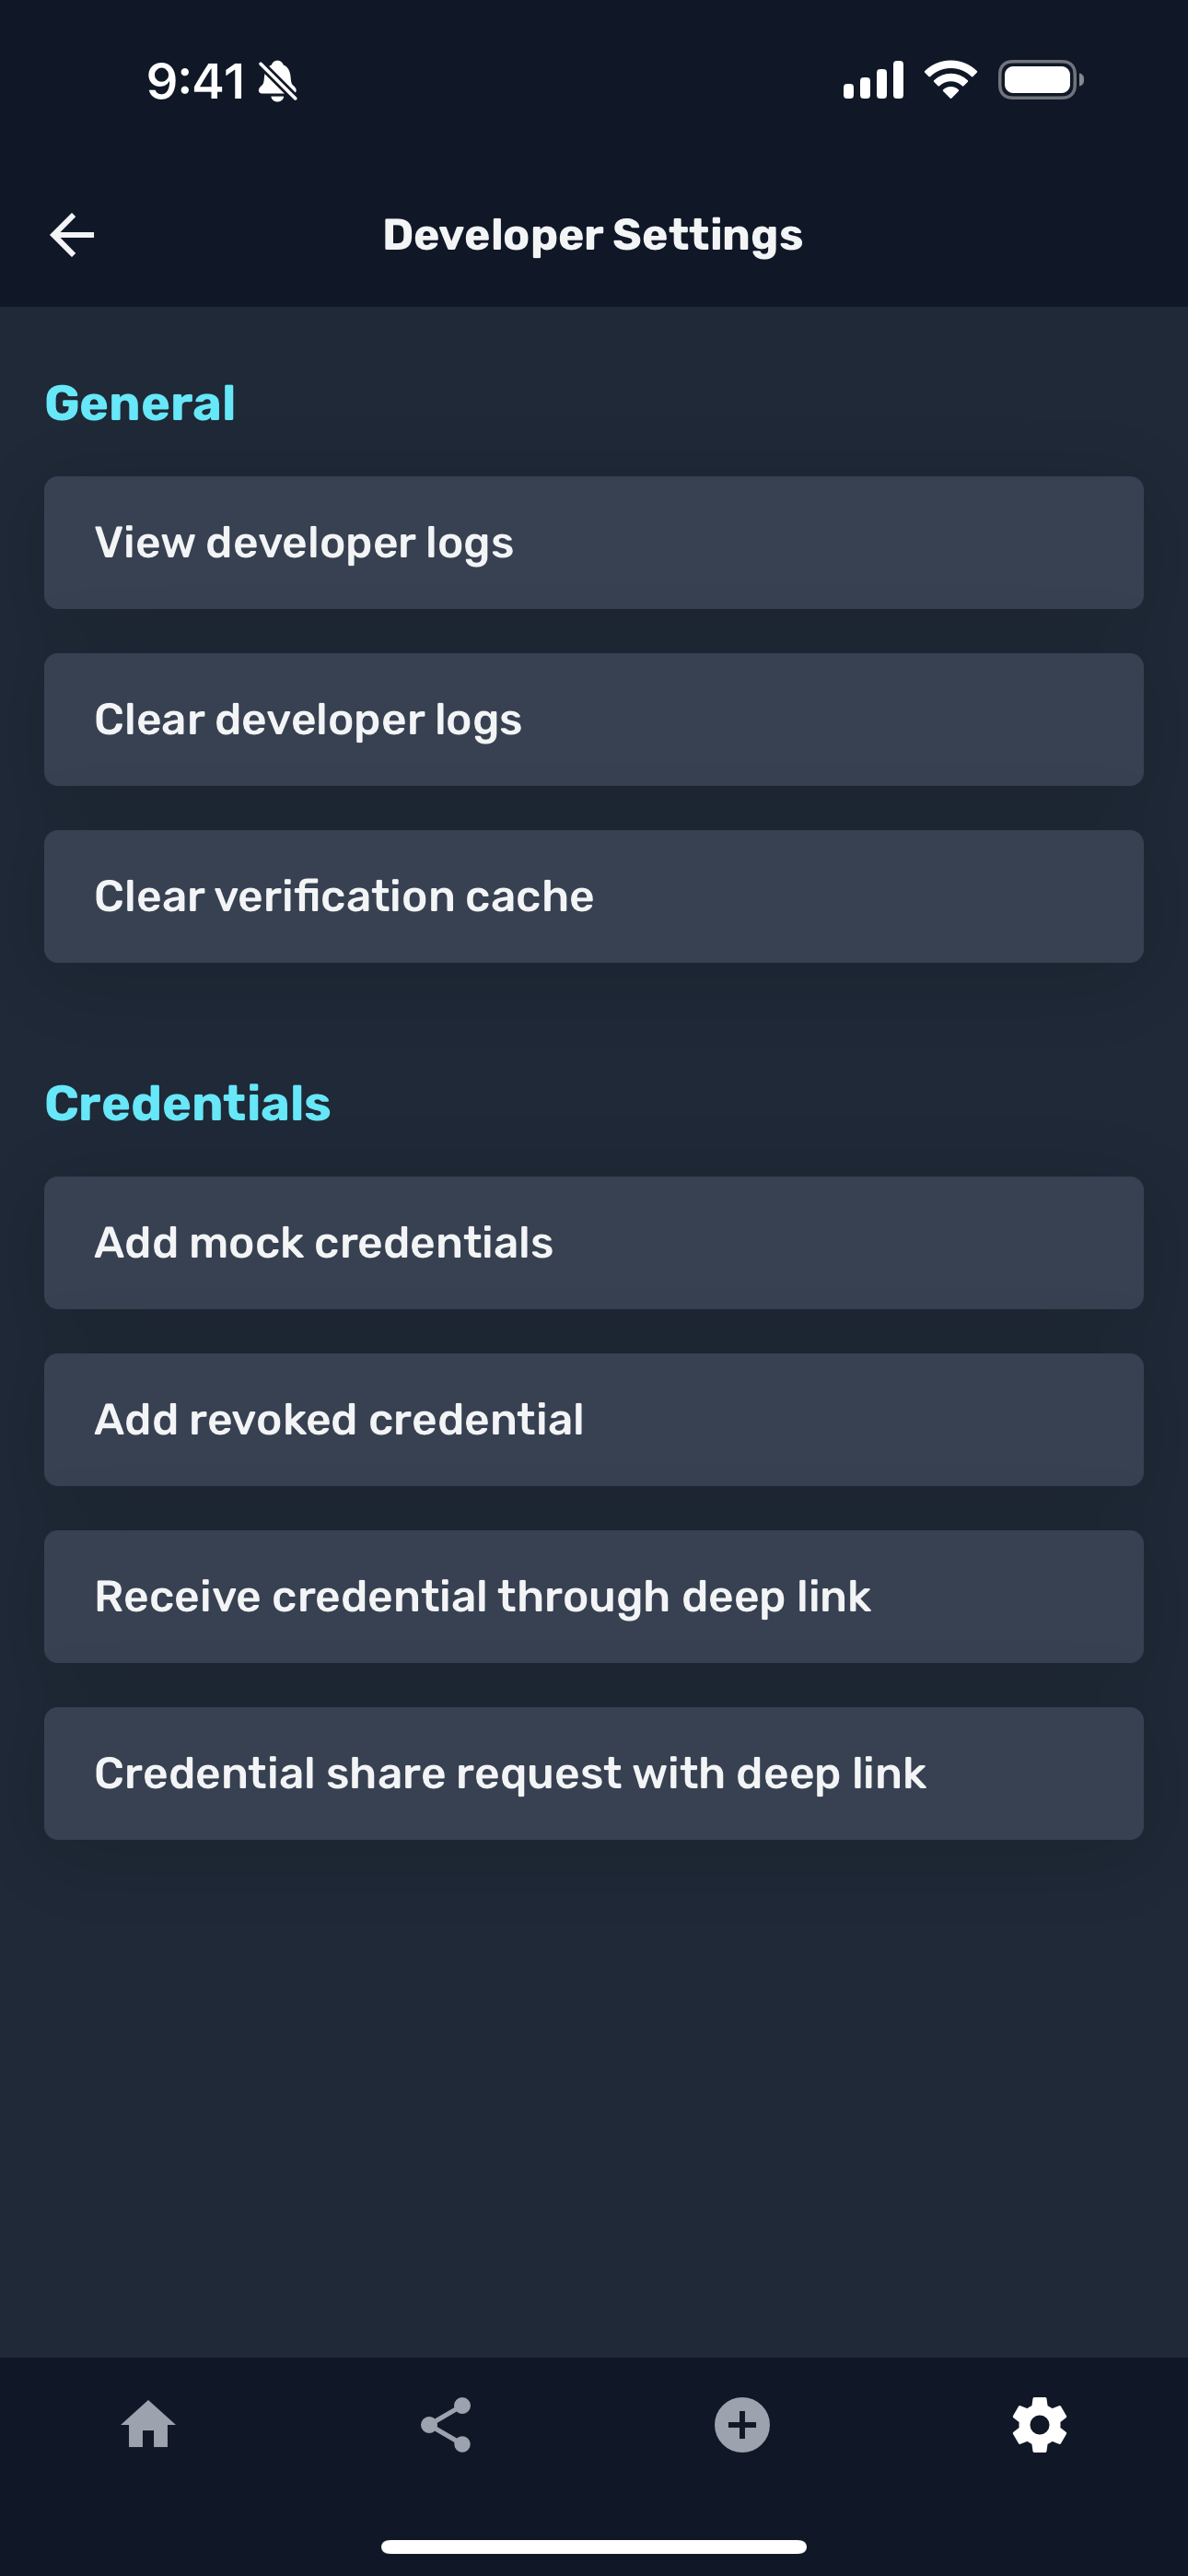 9:41
Developer Settings
General
View developer logs
Clear developer logs
Clear verification cache
Credentials
Add mock credentials
Add revoked credential
Receive credential through deep link
Credential share request with deep link